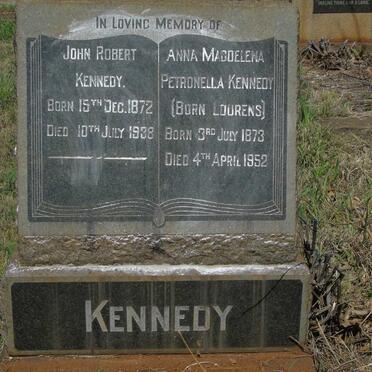 IN LOVING MEMORY OF
JOHN ROBERT
KENNEDY.
BORN 15TH DEC. 1872
DIED 10TH JULY 1938
ANNA MAGDELENA
PETRONELLA KENNEDY
(BORN LOURENS)
BORN 3RD JULY 1873
DIED 4TH APRIL 1952
KENNEDY